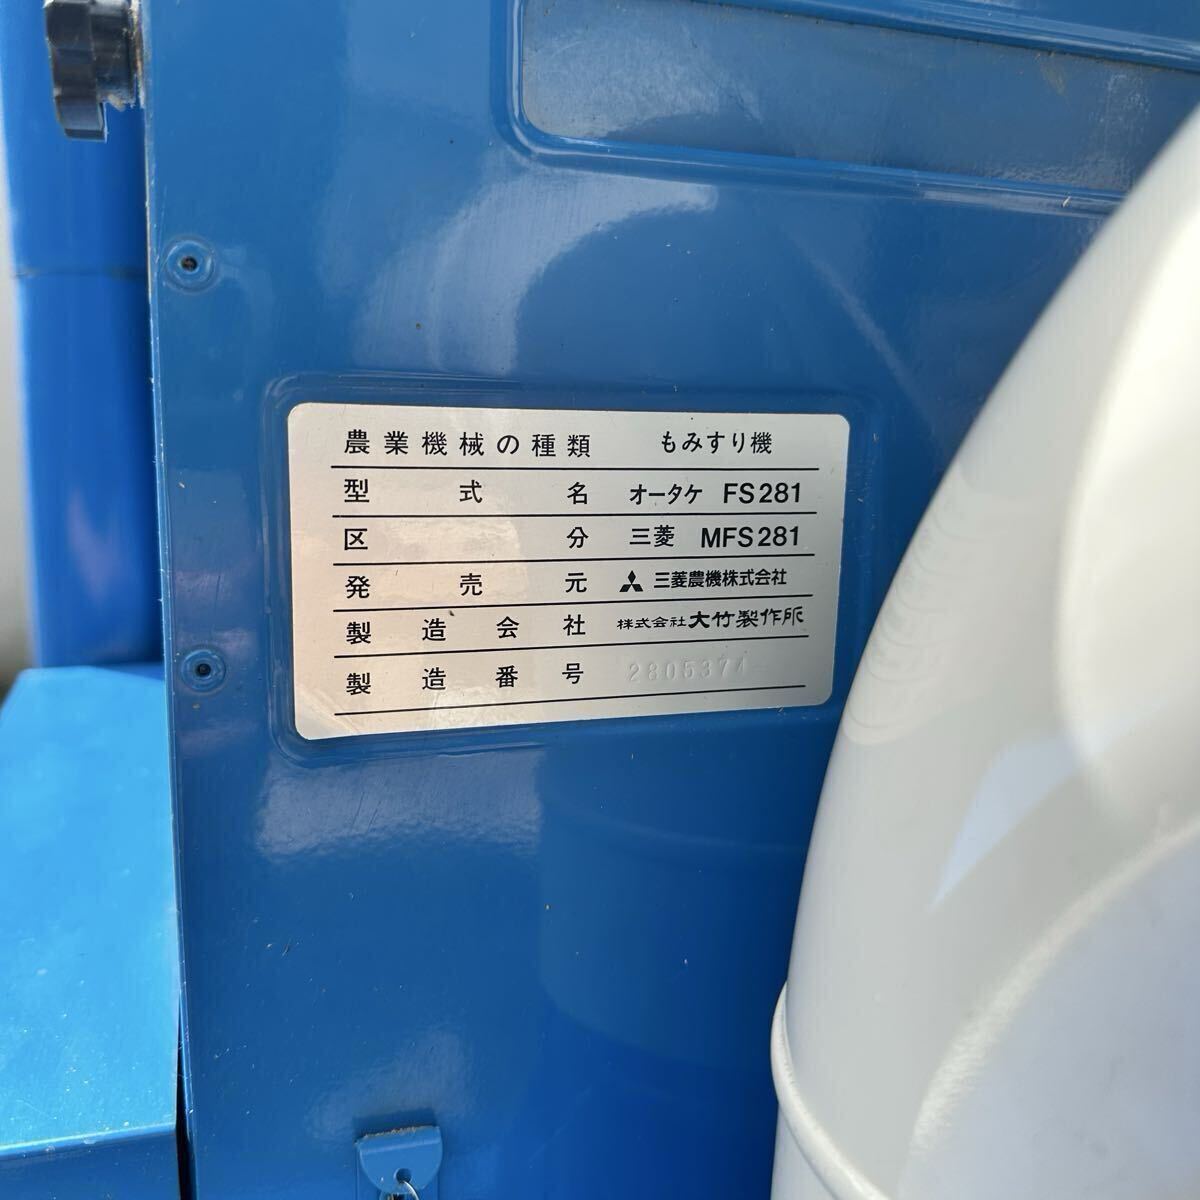 農業機械の種類 もみすり機
型式名 オータケ FS281
区分 三菱 MFS281
発売元 三菱農機株式会社
製造会社 株式会社大竹製作所
製造番号 2805374